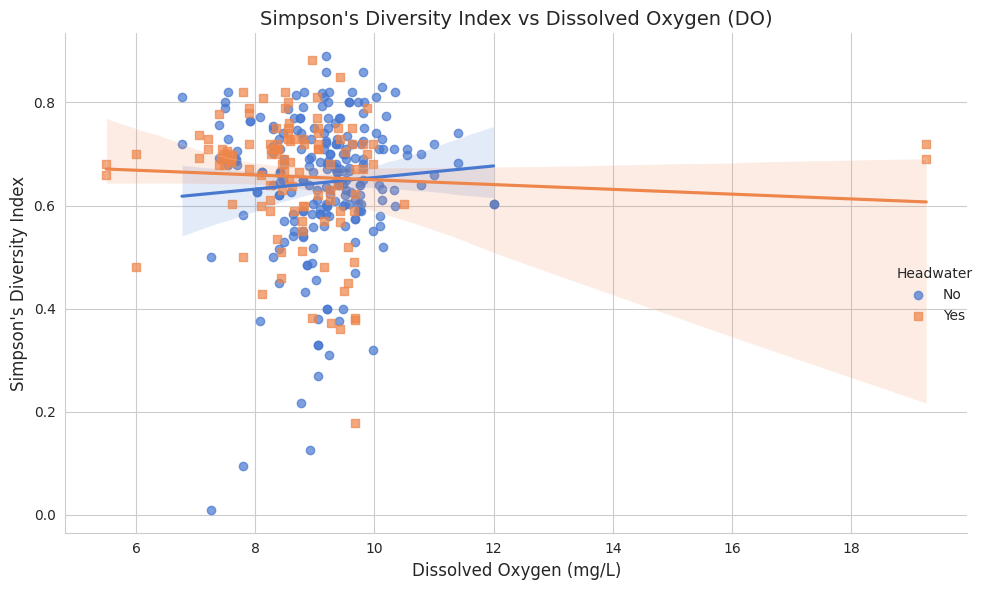 Simpson's Diversity Index vs Dissolved Oxygen (DO)
Simpson's Diversity Index
0.8
0.6
0.4
0.2
0.0
Headwater
No
Yes
6 8 10 12 14 16 18
Dissolved Oxygen (mg/L)